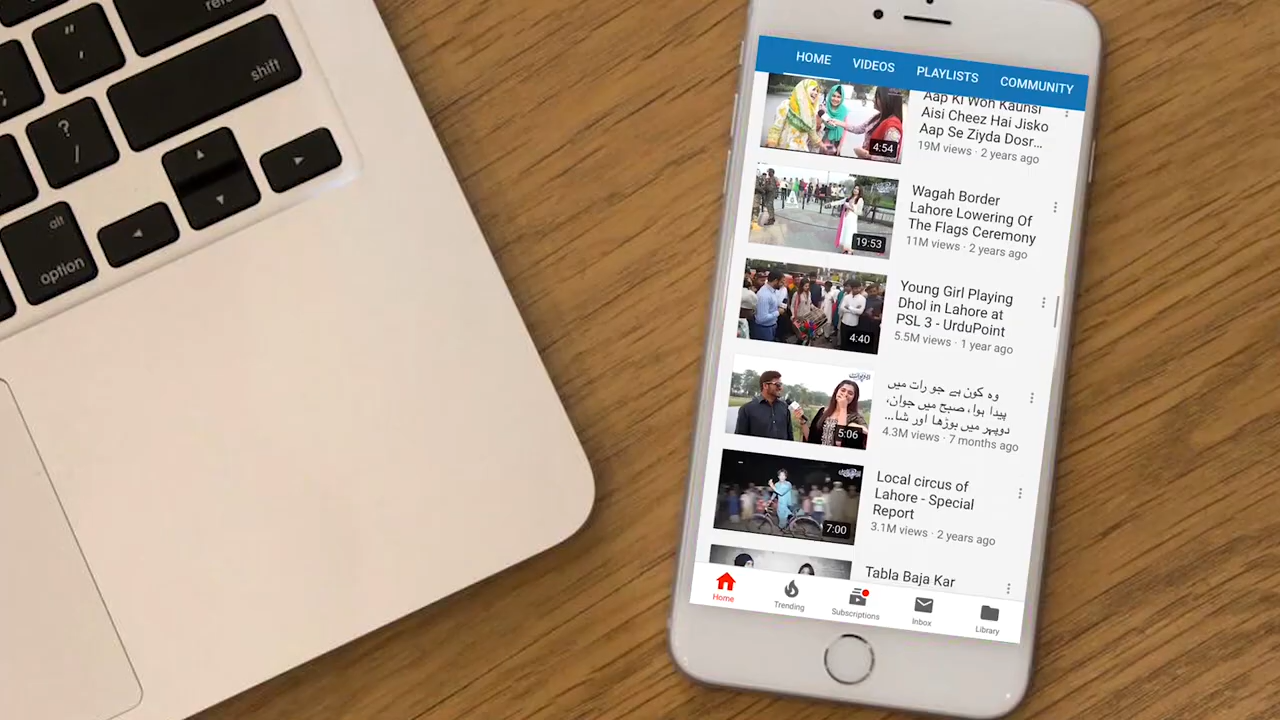 refe
"
,
;
shift
?
/
alt
option
HOME VIDEOS PLAYLISTS COMMUNITY
Aap Ki Woh Kaunsi
Aisi Cheez Hai Jisko
Aap Se Ziyda Dosr...
19M views · 2 years ago
4:54
Wagah Border
Lahore Lowering Of
The Flags Ceremony
11M views · 2 years ago
19:53
Young Girl Playing
Dhol in Lahore at
PSL 3 - UrduPoint
5.5M views · 1 year ago
4:40
وہ کون ہے جو رات میں
پیدا ہوا، صبح میں جوان،
دوپہر میں بوڑھا اور شا...
4.3M views · 7 months ago
5:06
Local circus of
Lahore - Special
Report
3.1M views · 2 years ago
7:00
Tabla Baja Kar
Home Trending Subscriptions Inbox Library